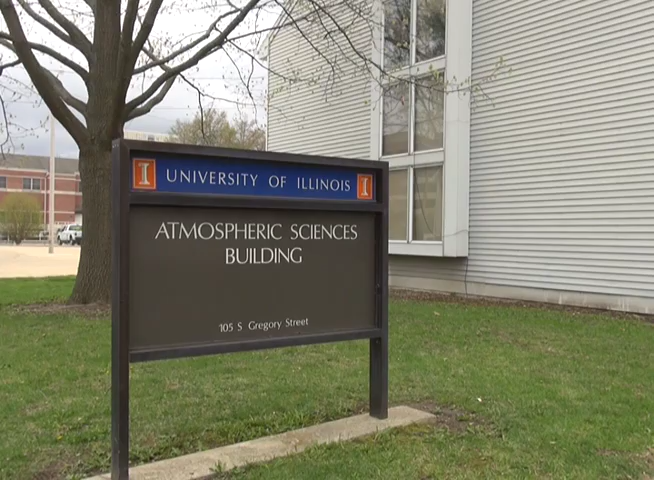 I UNIVERSITY OF ILLINOIS I
ATMOSPHERIC SCIENCES
BUILDING
105 S Gregory Street